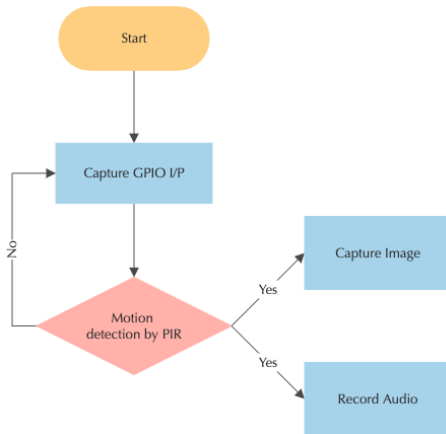 Start
Capture GPIO I/P
No
Motion
detection by PIR
Yes
Capture Image
Yes
Record Audio